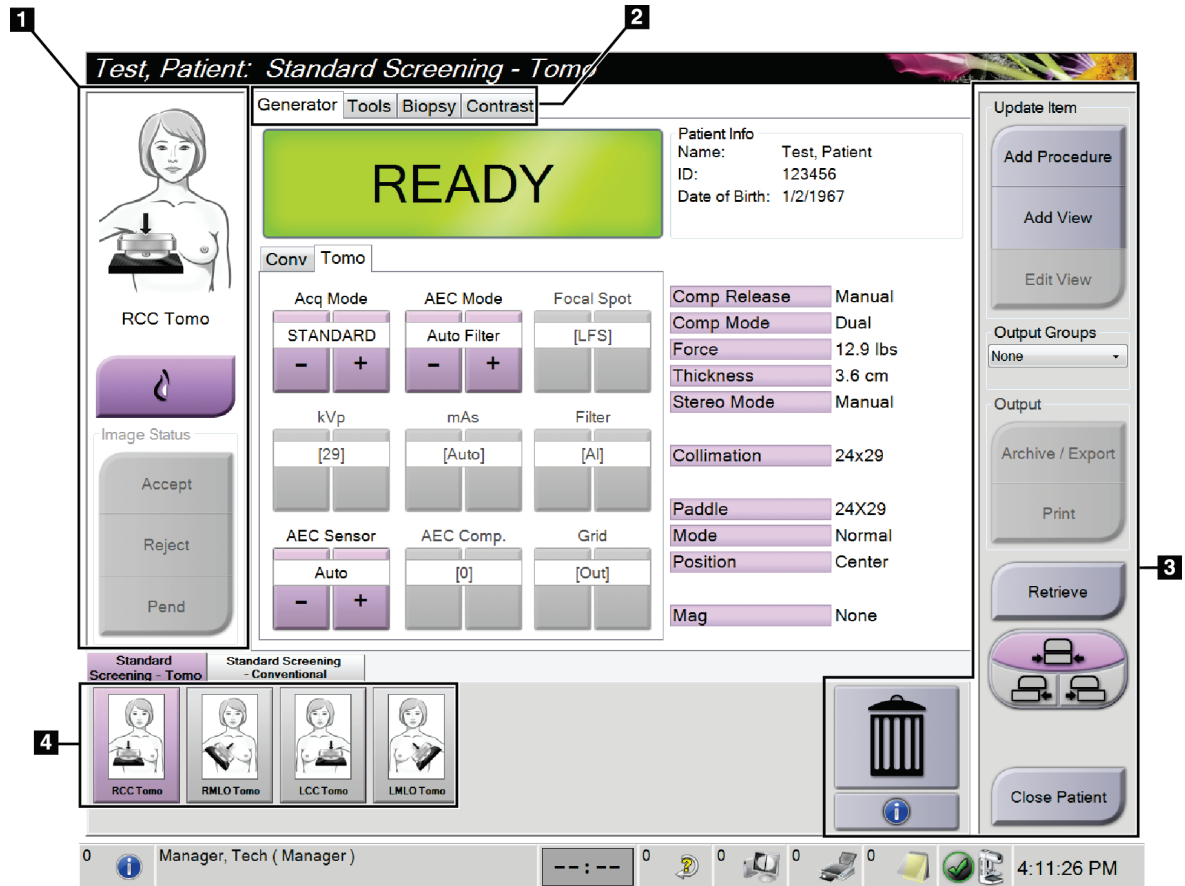 1
2
Test, Patient: Standard Screening - Tomo
Generator Tools Biopsy Contrast
READY
Patient Info
Name: Test, Patient
ID: 123456
Date of Birth: 1/2/1967
Update Item
Add Procedure
Add View
Edit View
Output Groups
None
Output
Archive / Export
Print
Retrieve
3
Close Patient
RCC Tomo
Image Status
Accept
Reject
Pend
Conv Tomo
Acq Mode AEC Mode Focal Spot
STANDARD Auto Filter [LFS]
- + - +
kVp mAs Filter
[29] [Auto] [Al]
AEC Sensor AEC Comp. Grid
Auto [0] [Out]
- +
Comp Release Manual
Comp Mode Dual
Force 12.9 lbs
Thickness 3.6 cm
Stereo Mode Manual
Collimation 24x29
Paddle 24X29
Mode Normal
Position Center
Mag None
Standard
Screening - Tomo
Standard Screening
- Conventional
4
RCC Tomo RMLO Tomo LCC Tomo LMLO Tomo
i
0 i Manager, Tech ( Manager ) --:-- 0 ? 0 0 0 4:11:26 PM